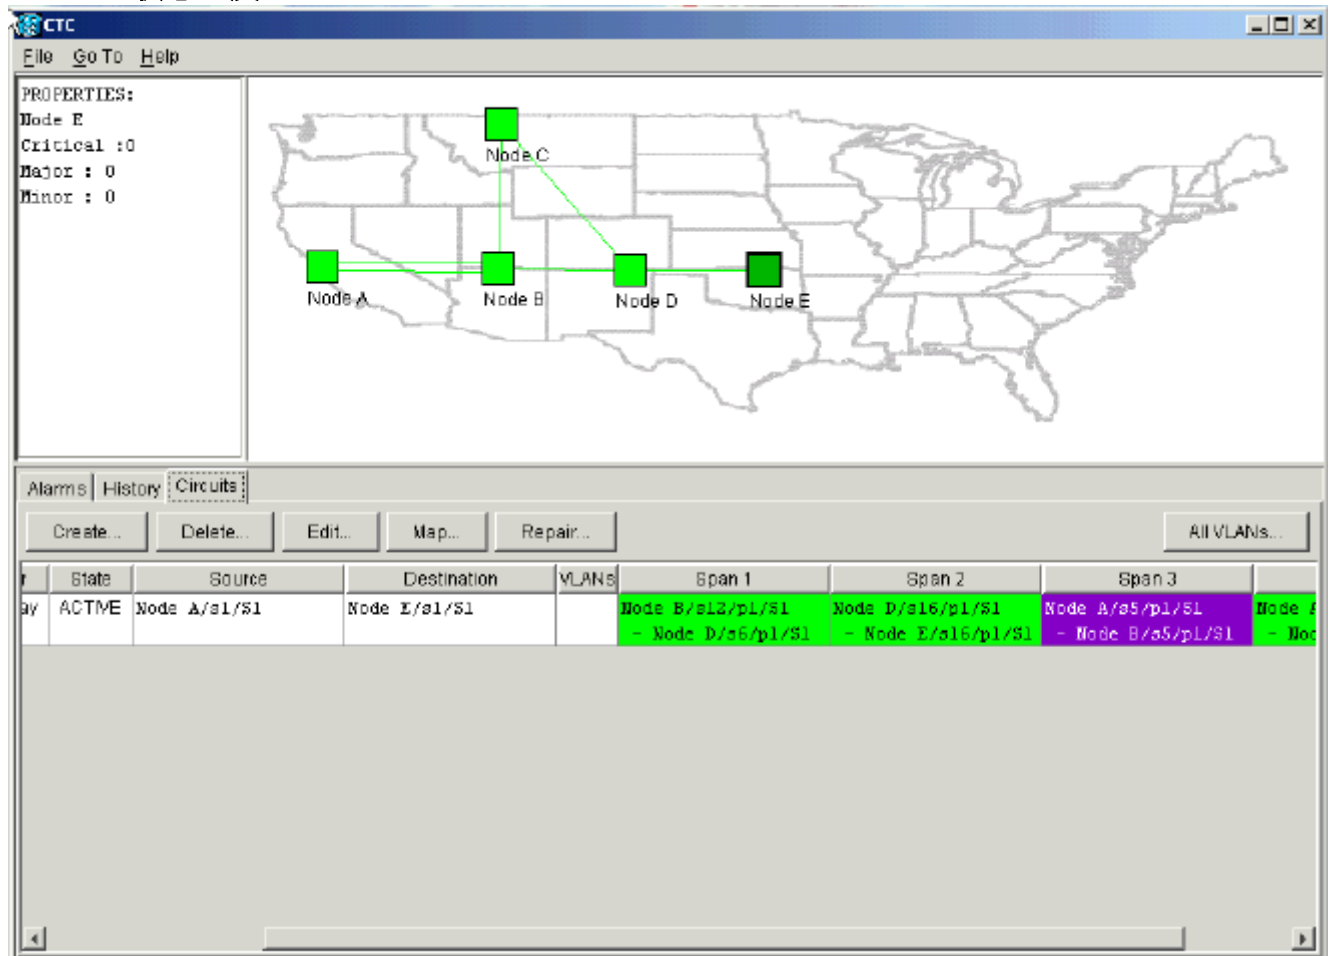 CTC
File Go To Help
PROPERTIES:
Node E
Critical :0
Major : 0
Minor : 0
Node C
Node A
Node B
Node D
Node E
Alarms History Circuits
Create... Delete... Edit... Map... Repair... All VLANs...
r State Source Destination VLANs Span 1 Span 2 Span 3
ay ACTIVE Node A/s1/S1 Node E/s1/S1 Node B/s12/p1/S1 Node D/s16/p1/S1 Node A/s5/p1/S1 Node
- Node D/s6/p1/S1 - Node E/s16/p1/S1 - Node B/s5/p1/S1 -